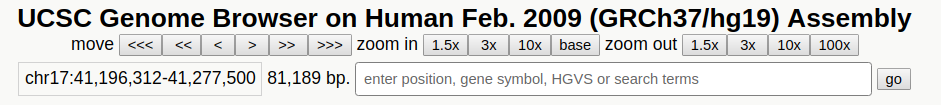 UCSC Genome Browser on Human Feb. 2009 (GRCh37/hg19) Assembly
move <<< << < > >> >>> zoom in 1.5x 3x 10x base zoom out 1.5x 3x 10x 100x
chr17:41,196,312-41,277,500 81,189 bp. enter position, gene symbol, HGVS or search terms go